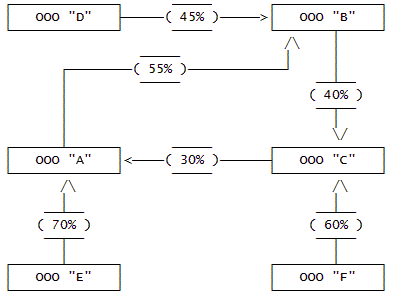 ООО "D" ( 45% ) > ООО "B"
( 55% )
( 40% )
ООО "A" < ( 30% ) ООО "C"
( 70% ) ( 60% )
ООО "E" ООО "F"